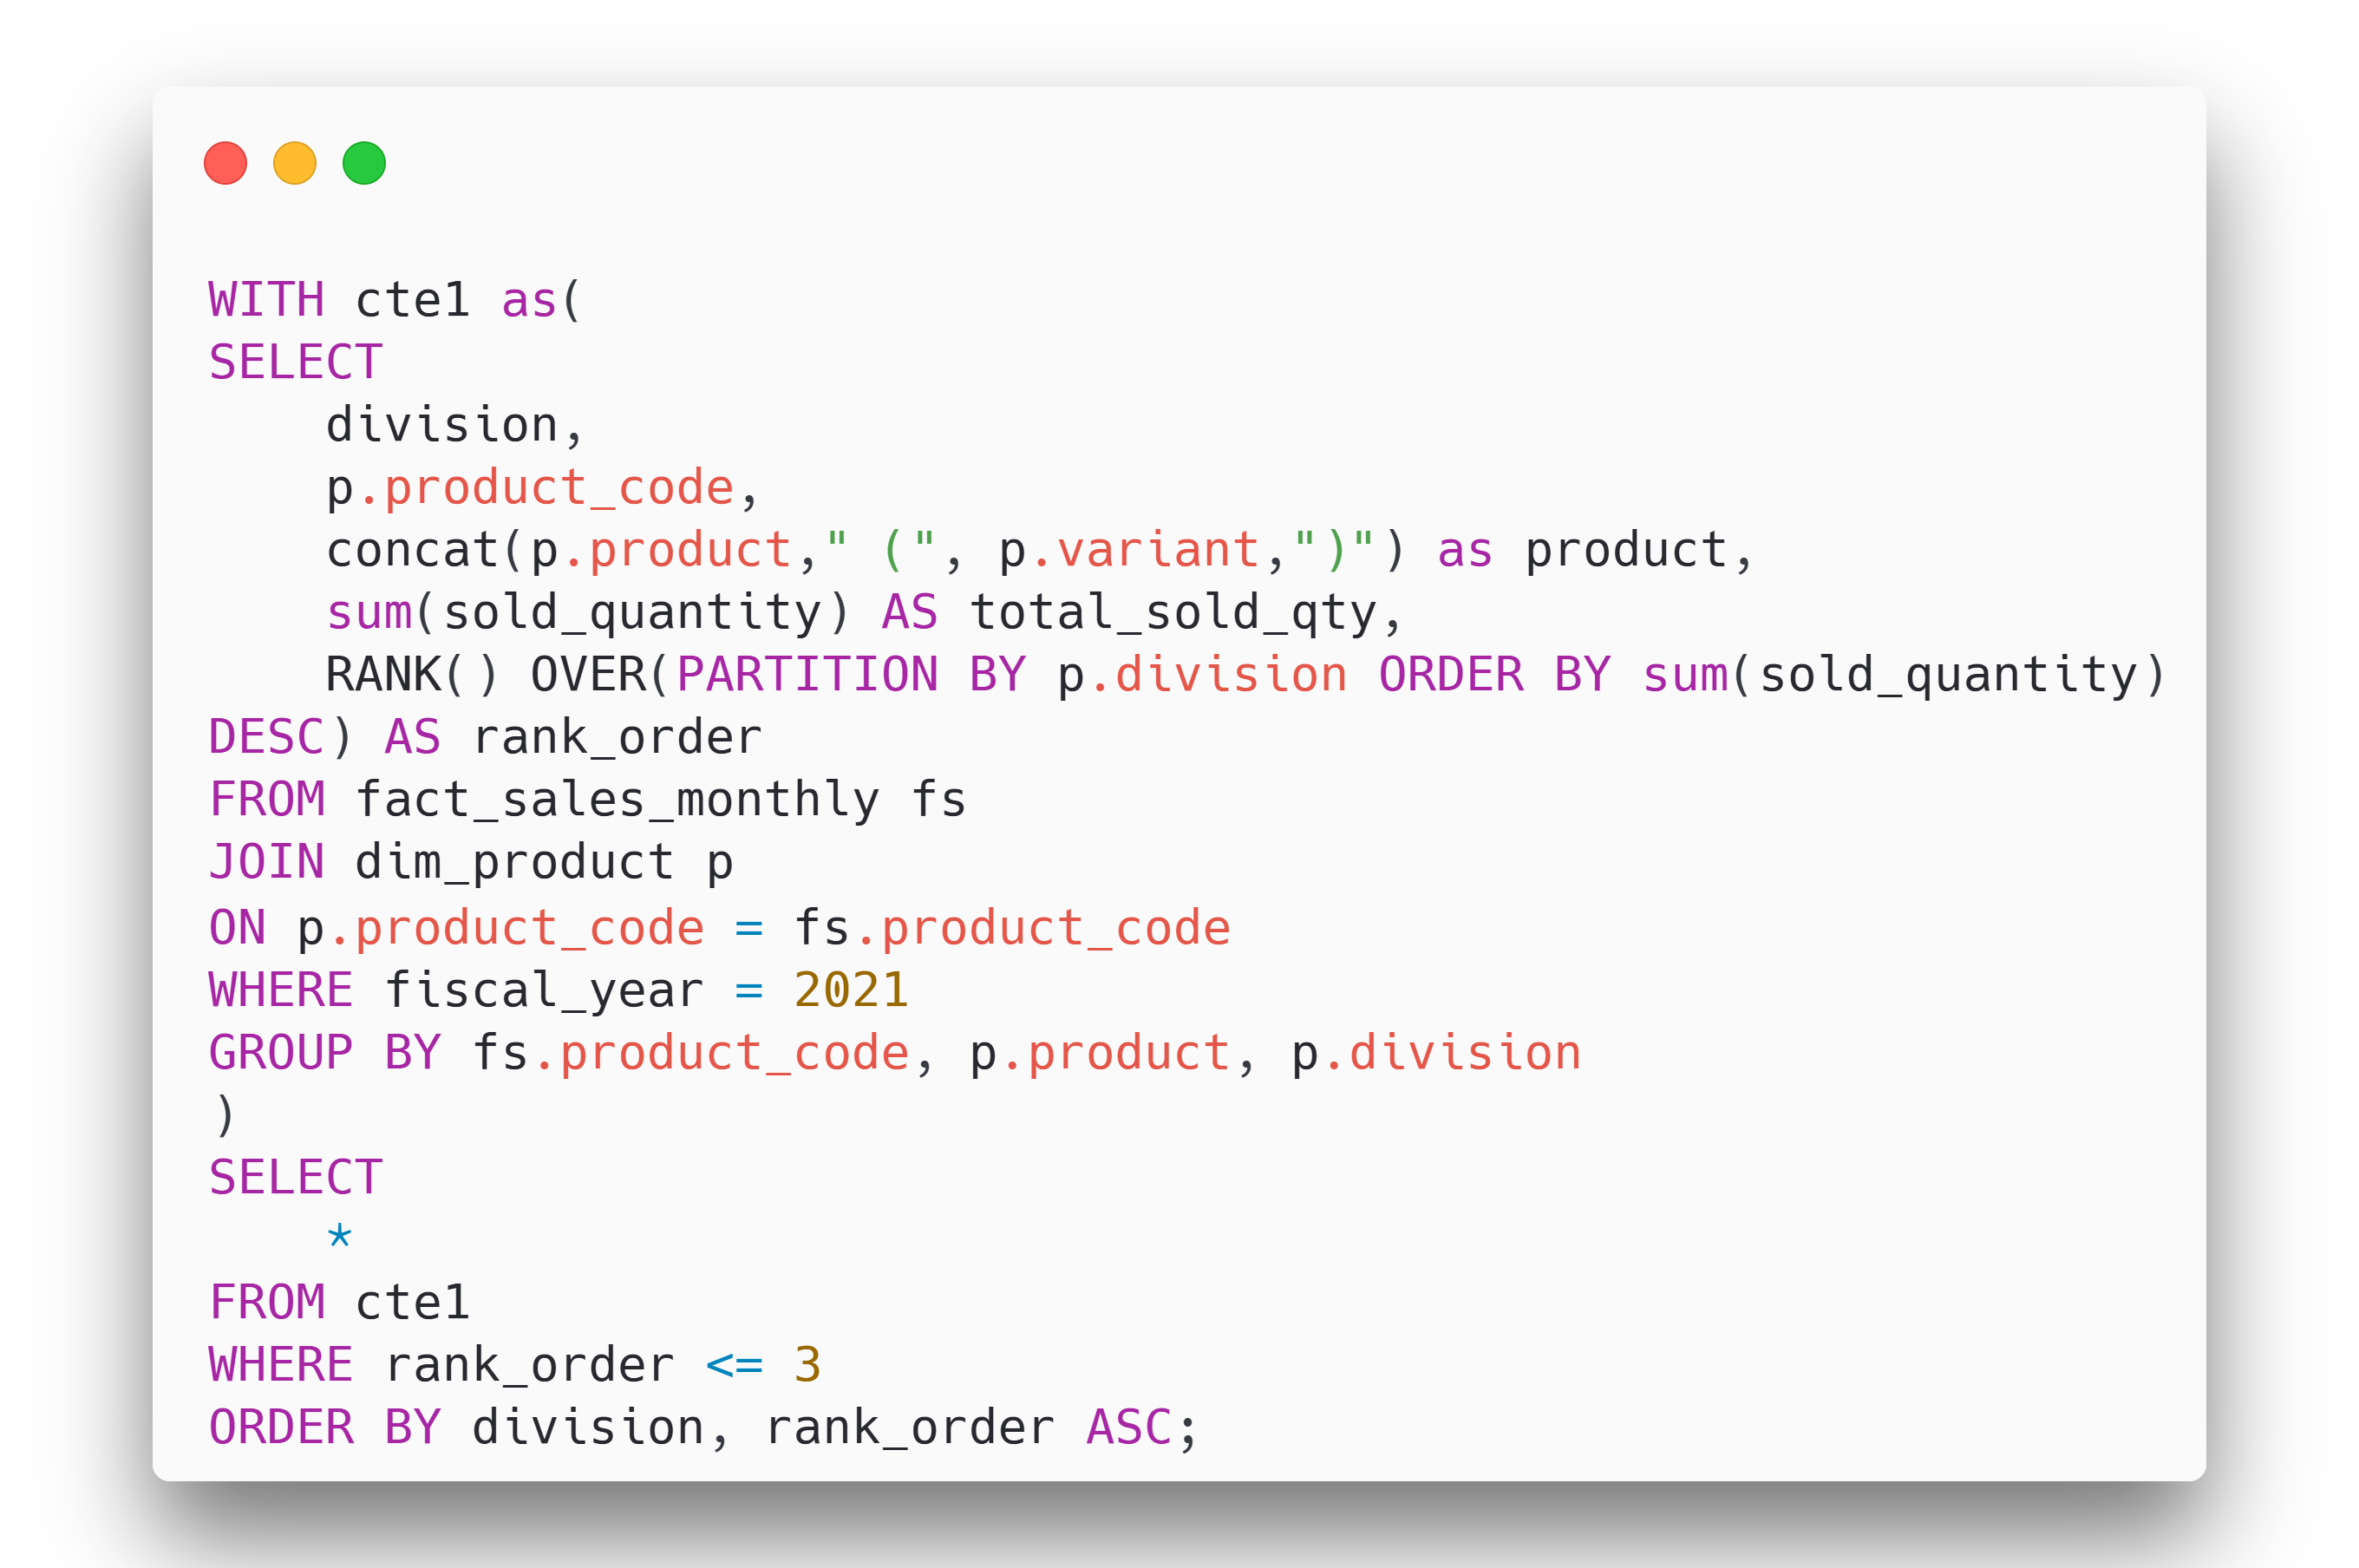 WITH cte1 as(
SELECT
    division,
    p.product_code,
    concat(p.product," (", p.variant,")") as product,
    sum(sold_quantity) AS total_sold_qty,
    RANK() OVER(PARTITION BY p.division ORDER BY sum(sold_quantity)
DESC) AS rank_order
FROM fact_sales_monthly fs
JOIN dim_product p
ON p.product_code = fs.product_code
WHERE fiscal_year = 2021
GROUP BY fs.product_code, p.product, p.division
)
SELECT
    *
FROM cte1
WHERE rank_order <= 3
ORDER BY division, rank_order ASC;